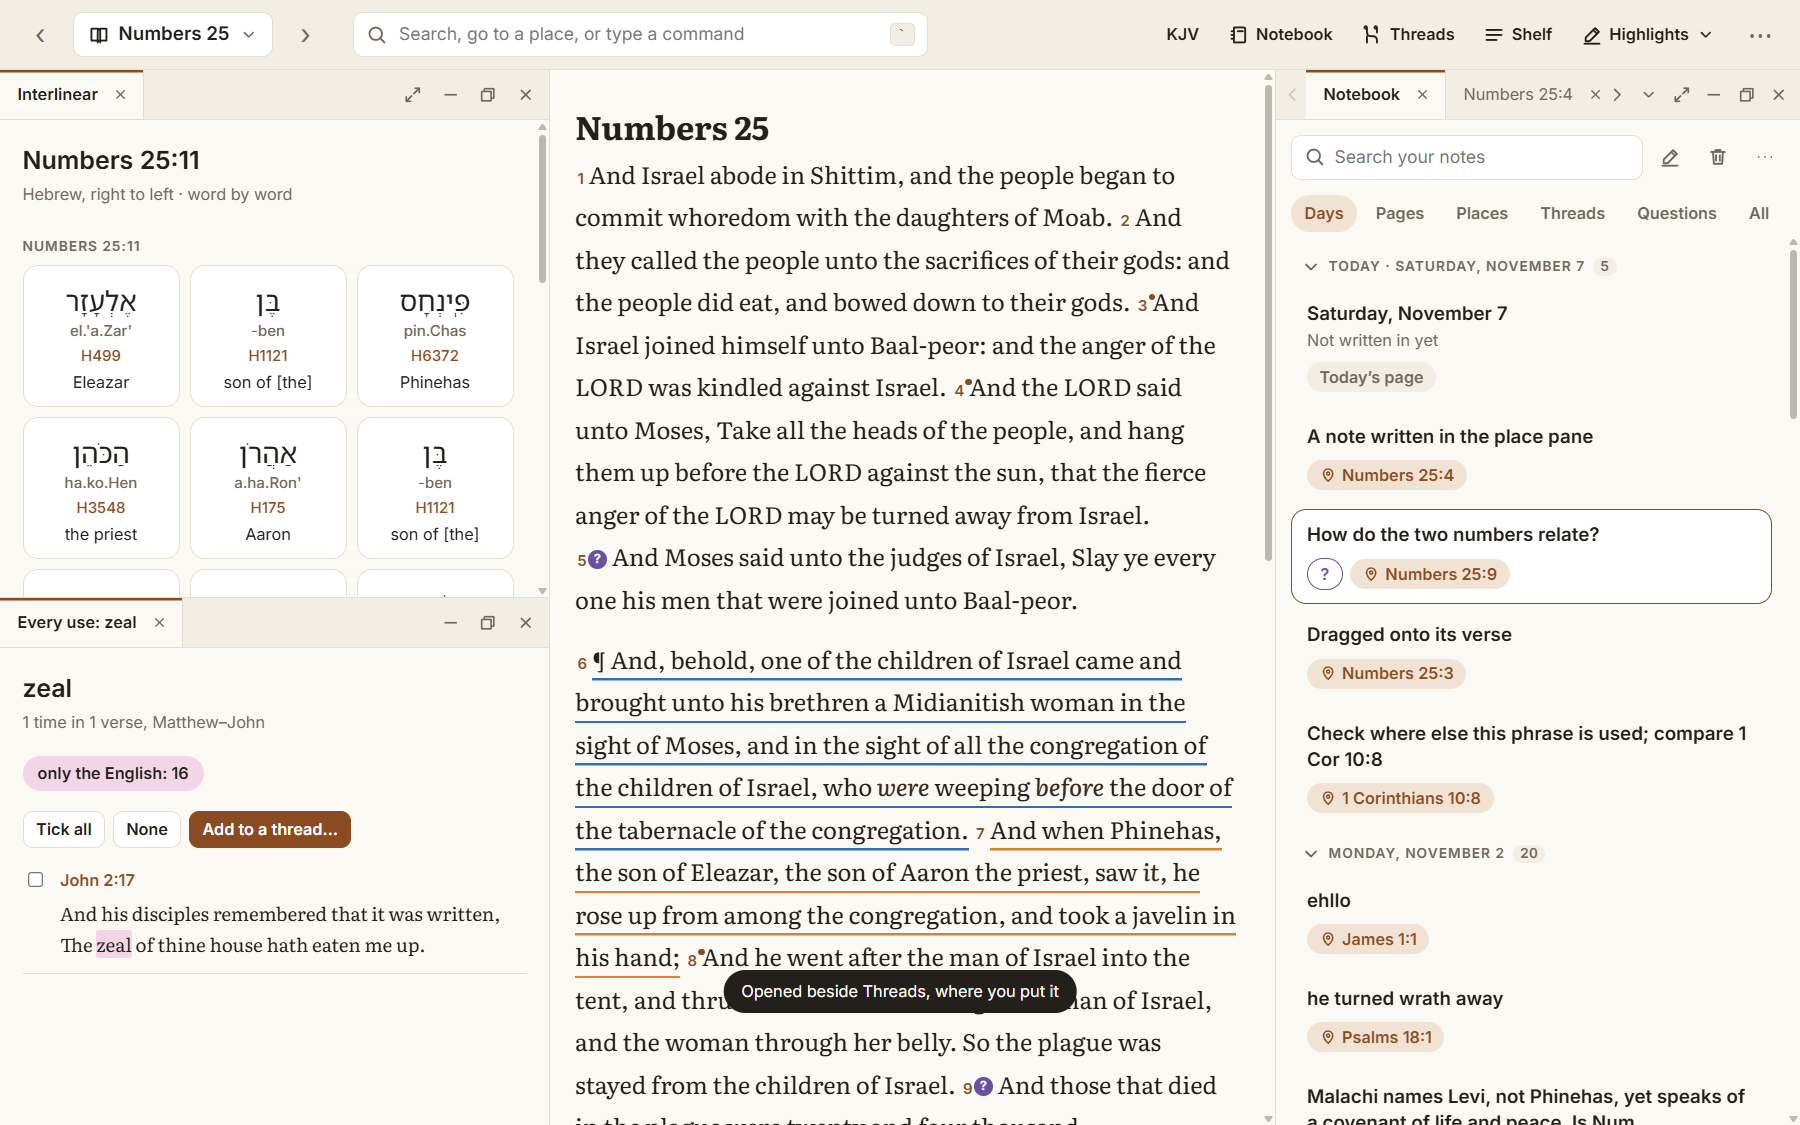 Numbers 25
Search, go to a place, or type a command
`
KJV
Notebook
Threads
Shelf
Highlights
Interlinear
Numbers 25:11
Hebrew, right to left · word by word
NUMBERS 25:11
אֶלְעָזָר
el.'a.Zar'
H499
Eleazar
בֶּן
-ben
H1121
son of [the]
פִּינְחָס
pin.Chas
H6372
Phinehas
הַכֹּהֵן
ha.ko.Hen
H3548
the priest
אַהֲרֹן
a.ha.Ron'
H175
Aaron
בֶּן
-ben
H1121
son of [the]
Every use: zeal
zeal
1 time in 1 verse, Matthew–John
only the English: 16
Tick all
None
Add to a thread...
John 2:17
And his disciples remembered that it was written,
The zeal of thine house hath eaten me up.
Numbers 25
1 And Israel abode in Shittim, and the people began to
commit whoredom with the daughters of Moab. 2 And
they called the people unto the sacrifices of their gods: and
the people did eat, and bowed down to their gods. 3 And
Israel joined himself unto Baal-peor: and the anger of the
LORD was kindled against Israel. 4 And the LORD said
unto Moses, Take all the heads of the people, and hang
them up before the LORD against the sun, that the fierce
anger of the LORD may be turned away from Israel.
5 ? And Moses said unto the judges of Israel, Slay ye every
one his men that were joined unto Baal-peor.
6 ¶ And, behold, one of the children of Israel came and
brought unto his brethren a Midianitish woman in the
sight of Moses, and in the sight of all the congregation of
the children of Israel, who were weeping before the door of
the tabernacle of the congregation. 7 And when Phinehas,
the son of Eleazar, the son of Aaron the priest, saw it, he
rose up from among the congregation, and took a javelin in
his hand; 8 And he went after the man of Israel into the
tent, and thru
an of Israel,
Opened beside Threads, where you put it
and the woman through her belly. So the plague was
stayed from the children of Israel. 9 ? And those that died
in the plague were twenty and four thousand.
Notebook
Numbers 25:4
Search your notes
Days
Pages
Places
Threads
Questions
All
TODAY · SATURDAY, NOVEMBER 7 5
Saturday, November 7
Not written in yet
Today’s page
A note written in the place pane
Numbers 25:4
How do the two numbers relate?
?
Numbers 25:9
Dragged onto its verse
Numbers 25:3
Check where else this phrase is used; compare 1
Cor 10:8
1 Corinthians 10:8
MONDAY, NOVEMBER 2 20
ehllo
James 1:1
he turned wrath away
Psalms 18:1
Malachi names Levi, not Phinehas, yet speaks of
a covenant of life and peace. Is Num